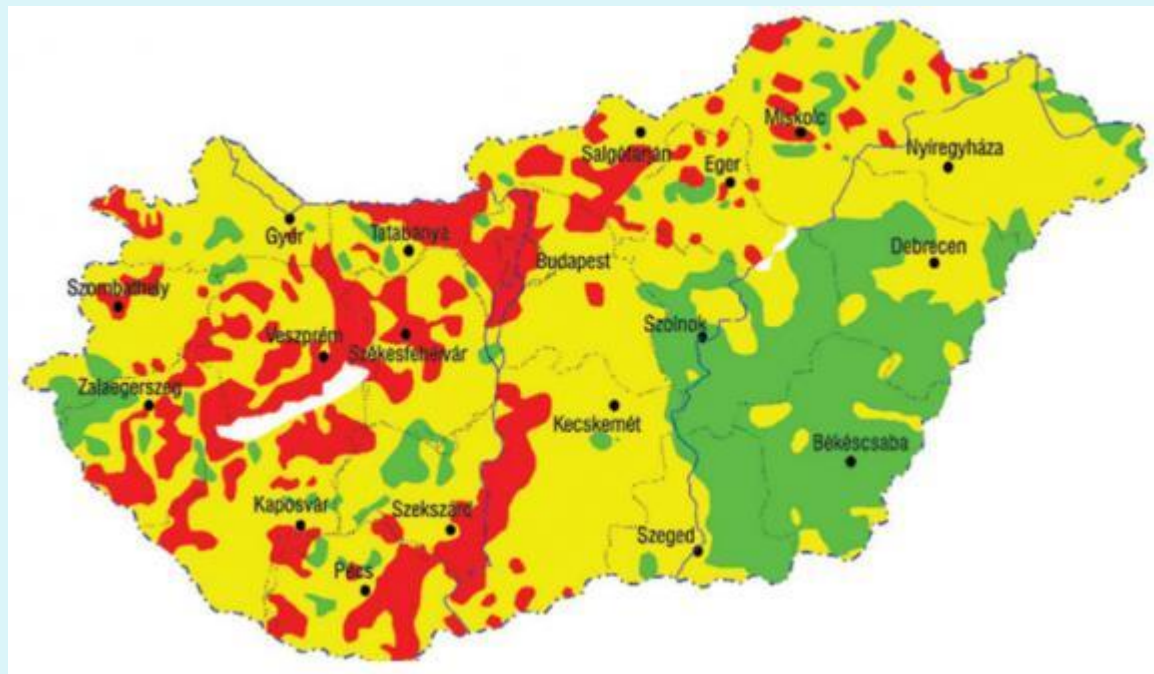 Miskolc
Salgótarján
Eger
Nyíregyháza
Győr
Tatabánya
Budapest
Debrecen
Szombathely
Veszprém
Székesfehérvár
Szolnok
Zalaegerszeg
Kecskemét
Békéscsaba
Kaposvár
Szekszárd
Szeged
Pécs